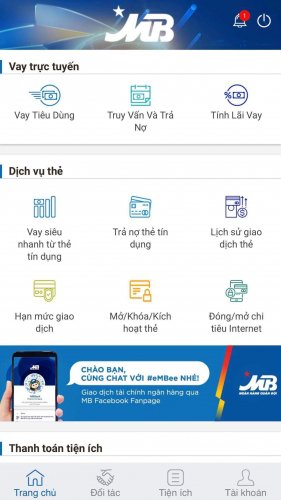 MB
1
Vay trực tuyến
Vay Tiêu Dùng
Truy Vấn Và Trả
Nợ
Tính Lãi Vay
Dịch vụ thẻ
Vay siêu
nhanh từ thẻ
tín dụng
Trả nợ thẻ tín
dụng
Lịch sử giao
dịch thẻ
Hạn mức giao
dịch
Mở/Khóa/Kích
hoạt thẻ
Đóng/mở chi
tiêu Internet
CHÀO BẠN,
CÙNG CHAT VỚI #eMBee NHÉ!
Giao dịch tài chính ngân hàng qua
MB Facebook Fanpage
MB
NGÂN HÀNG QUÂN ĐỘI
Thanh toán tiện ích
Trang chủ
Đối tác
Tiện ích
Tài khoản